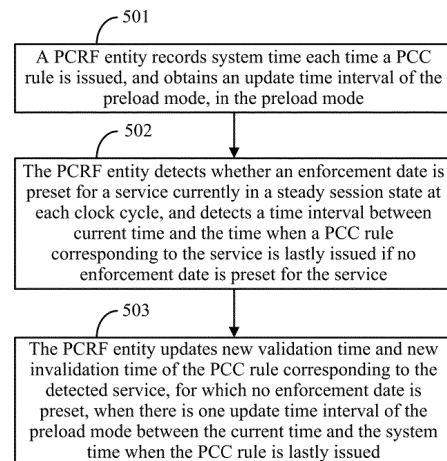 501
A PCRF entity records system time each time a PCC
rule is issued, and obtains an update time interval of the
preload mode, in the preload mode
502
The PCRF entity detects whether an enforcement date is
preset for a service currently in a steady session state at
each clock cycle, and detects a time interval between
current time and the time when a PCC rule
corresponding to the service is lastly issued if no
enforcement date is preset for the service
503
The PCRF entity updates new validation time and new
invalidation time of the PCC rule corresponding to the
detected service, for which no enforcement date is
preset, when there is one update time interval of the
preload mode between the current time and the system
time when the PCC rule is lastly issued